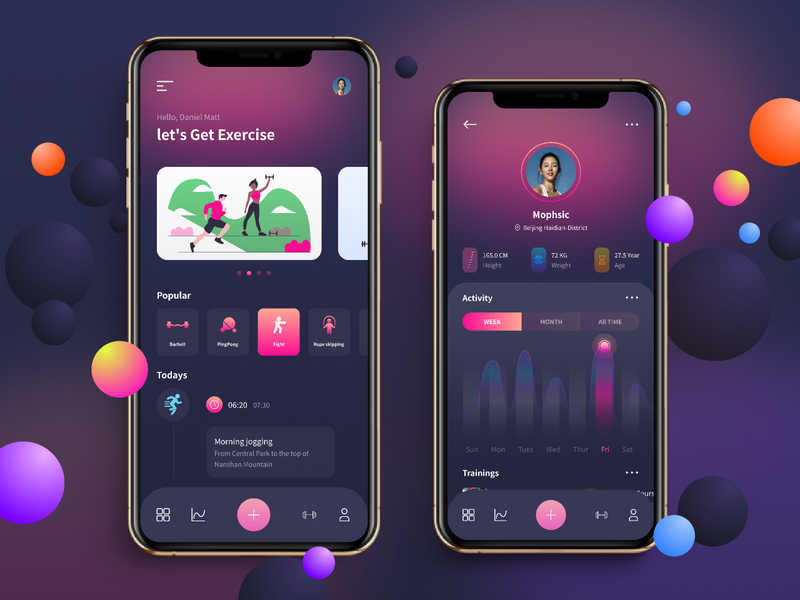 Hello, Daniel Matt
let's Get Exercise
Popular
Barbell
PingPong
Fight
Rope skipping
Todays
06:20 07:30
Morning jogging
From Central Park to the top of
Nanshan Mountain
Mophsic
Beijing Haidian District
165.0 CM
Height
72 KG
Weight
27.5 Year
Age
Activity
WEEK
MONTH
All TIME
Sun
Mon
Tues
Wed
Thur
Fri
Sat
Trainings